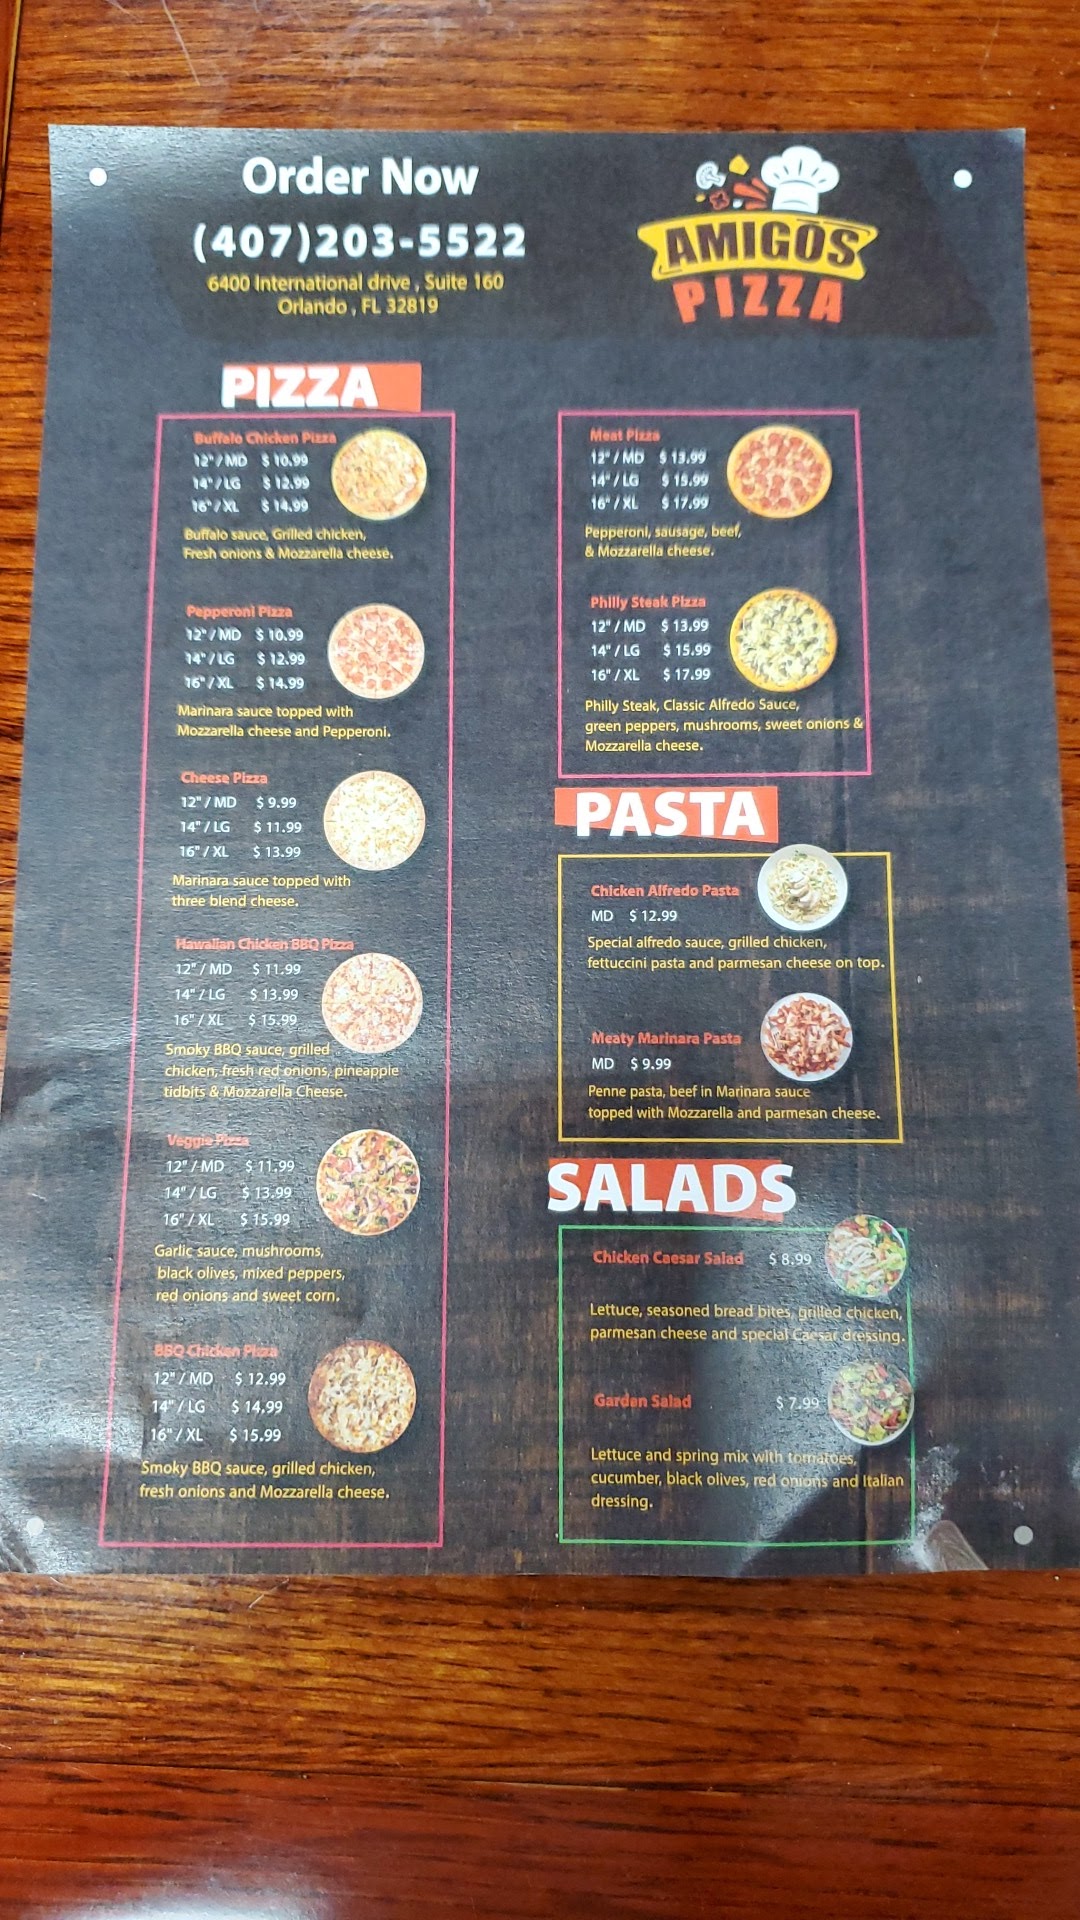 Order Now
(407)203-5522
6400 International drive , Suite 160
Orlando , FL 32819
AMIGOS
PIZZA
PIZZA
Buffalo Chicken Pizza
12" / MD $ 10.99
14" / LG $ 12.99
16" / XL $ 14.99
Buffalo sauce, Grilled chicken,
Fresh onions & Mozzarella cheese.
Pepperoni Pizza
12" / MD $ 10.99
14" / LG $ 12.99
16" / XL $ 14.99
Marinara sauce topped with
Mozzarella cheese and Pepperoni.
Cheese Pizza
12" / MD $ 9.99
14" / LG $ 11.99
16" / XL $ 13.99
Marinara sauce topped with
three blend cheese.
Hawaiian Chicken BBQ Pizza
12" / MD $ 11.99
14" / LG $ 13.99
16" / XL $ 15.99
Smoky BBQ sauce, grilled
chicken, fresh red onions, pineapple
tidbits & Mozzarella Cheese.
Veggie Pizza
12" / MD $ 11.99
14" / LG $ 13.99
16" / XL $ 15.99
Garlic sauce, mushrooms,
black olives, mixed peppers,
red onions and sweet corn.
BBQ Chicken Pizza
12" / MD $ 12.99
14" / LG $ 14.99
16" / XL $ 15.99
Smoky BBQ sauce, grilled chicken,
fresh onions and Mozzarella cheese.
Meat Pizza
12" / MD $ 13.99
14" / LG $ 15.99
16" / XL $ 17.99
Pepperoni, sausage, beef,
& Mozzarella cheese.
Philly Steak Pizza
12" / MD $ 13.99
14" / LG $ 15.99
16" / XL $ 17.99
Philly Steak, Classic Alfredo Sauce,
green peppers, mushrooms, sweet onions &
Mozzarella cheese.
PASTA
Chicken Alfredo Pasta
MD $ 12.99
Special alfredo sauce, grilled chicken,
fettuccini pasta and parmesan cheese on top.
Meaty Marinara Pasta
MD $ 9.99
Penne pasta, beef in Marinara sauce
topped with Mozzarella and parmesan cheese.
SALADS
Chicken Caesar Salad $ 8.99
Lettuce, seasoned bread bites, grilled chicken,
parmesan cheese and special Caesar dressing.
Garden Salad $ 7.99
Lettuce and spring mix with tomatoes,
cucumber, black olives, red onions and Italian
dressing.